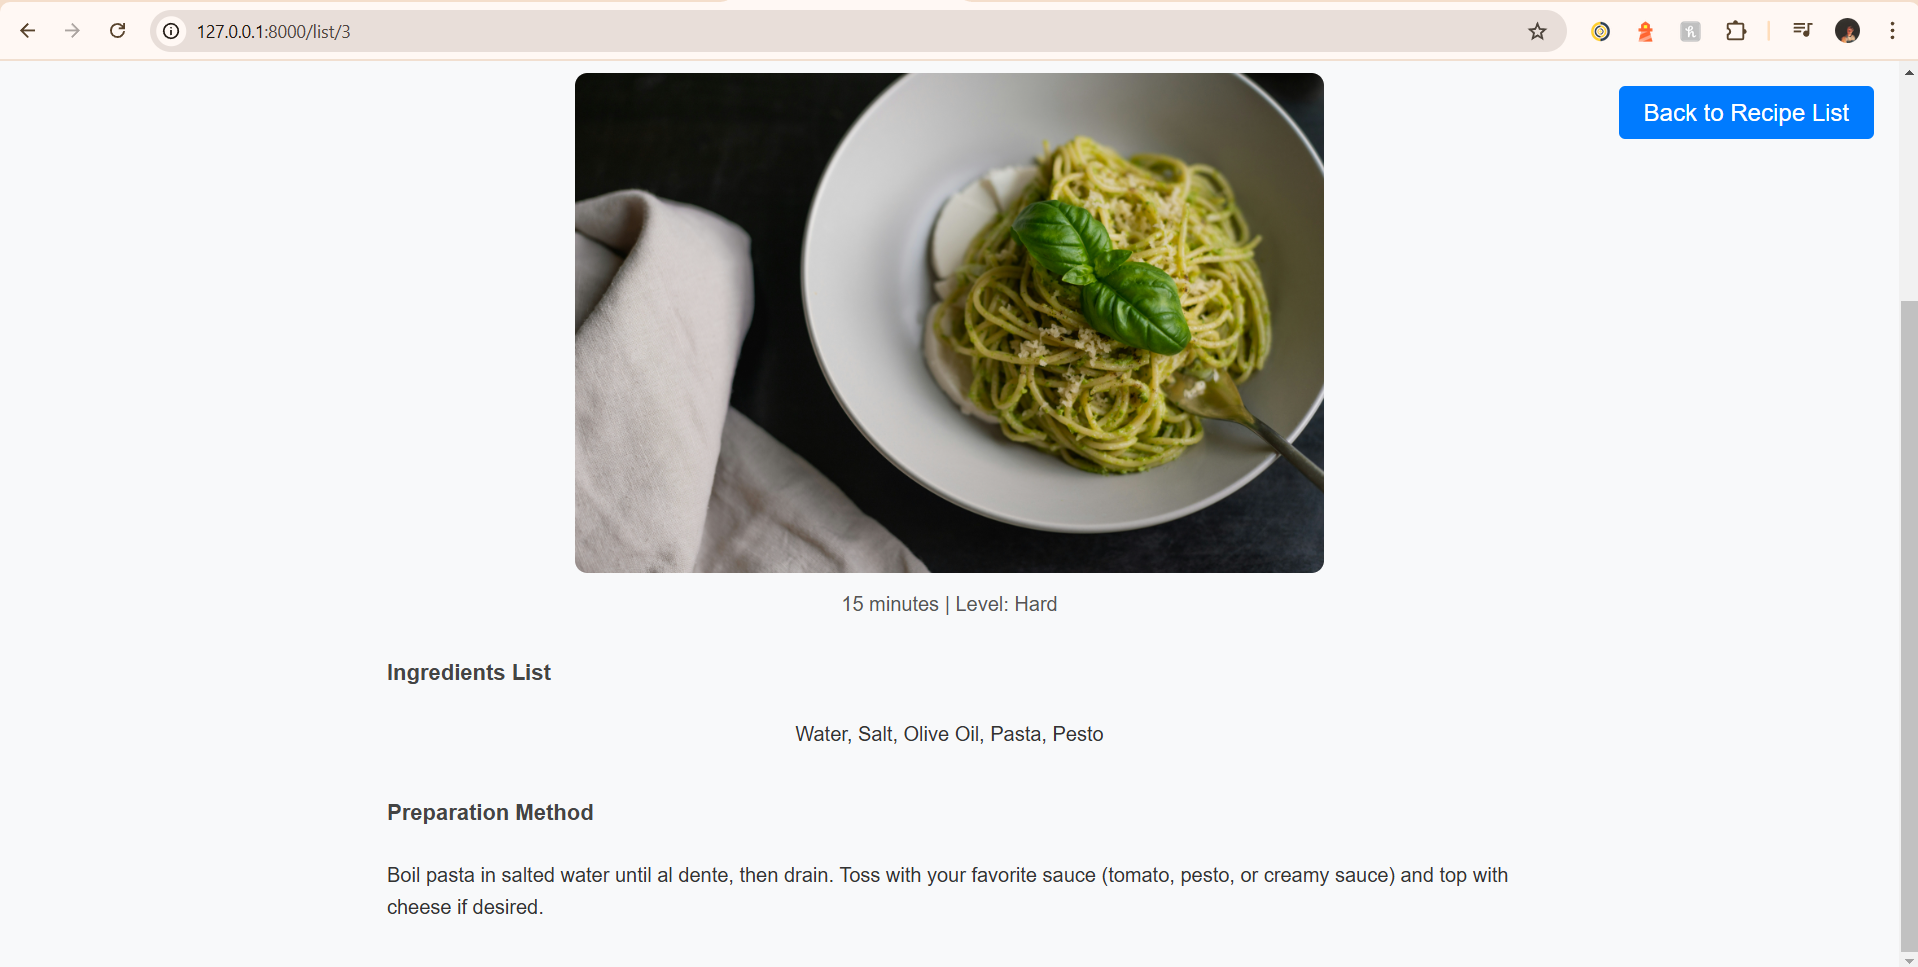 127.0.0.1:8000/list/3
Back to Recipe List
15 minutes | Level: Hard
Ingredients List
Water, Salt, Olive Oil, Pasta, Pesto
Preparation Method
Boil pasta in salted water until al dente, then drain. Toss with your favorite sauce (tomato, pesto, or creamy sauce) and top with
cheese if desired.